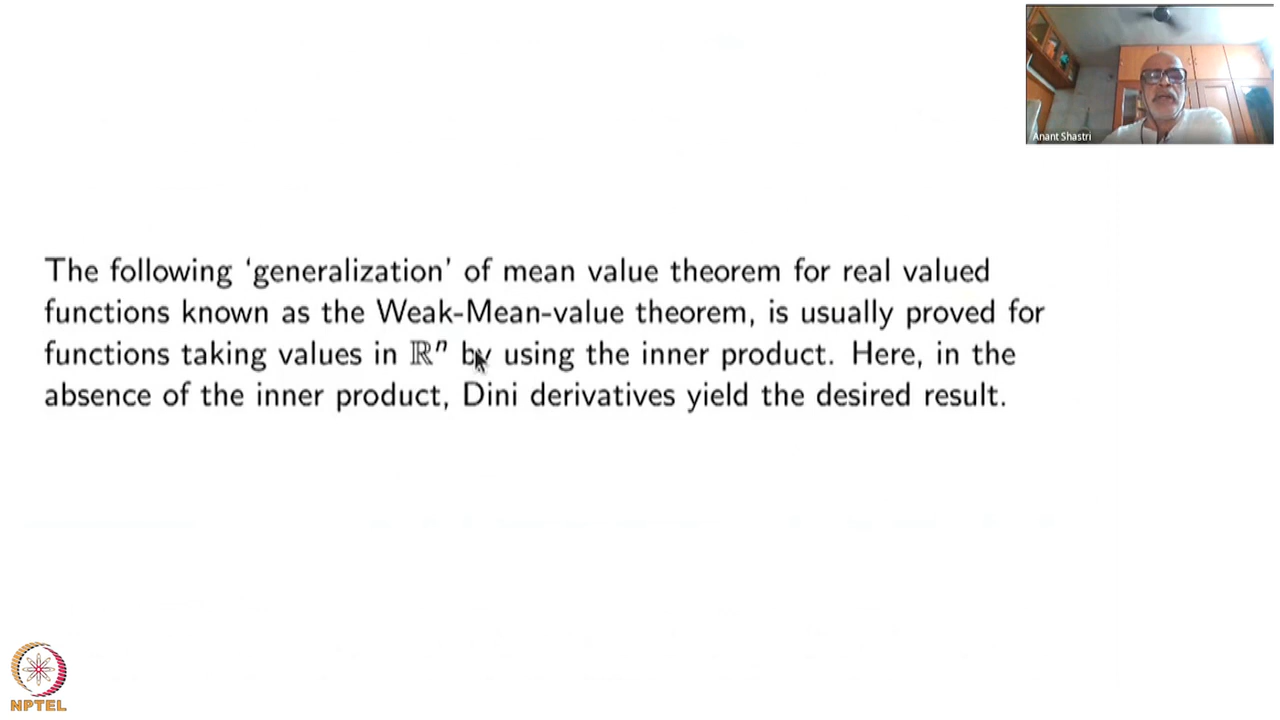 Anant Shastri
The following ‘generalization’ of mean value theorem for real valued
functions known as the Weak-Mean-value theorem, is usually proved for
functions taking values in ℝⁿ by using the inner product. Here, in the
absence of the inner product, Dini derivatives yield the desired result.
NPTEL